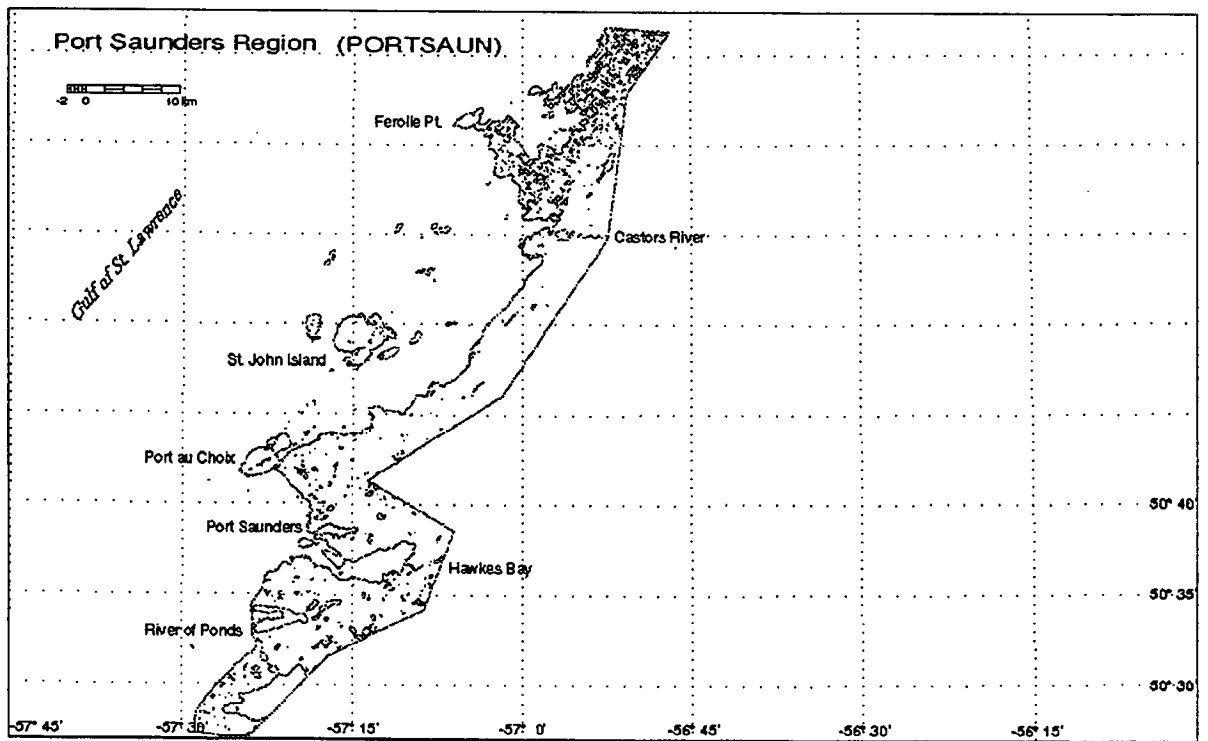 Port Saunders Region (PORTSAUN)
-2 0 10 km
Ferolle Pt.
Gulf of St. Lawrence
Castors River
St. John Island
Port au Choix
50° 40'
Port Saunders
Hawkes Bay
50° 35'
River of Ponds
50° 30'
-57° 45' -57° 30' -57° 15' -57° 0' -56° 45' -56° 30' -56° 15'